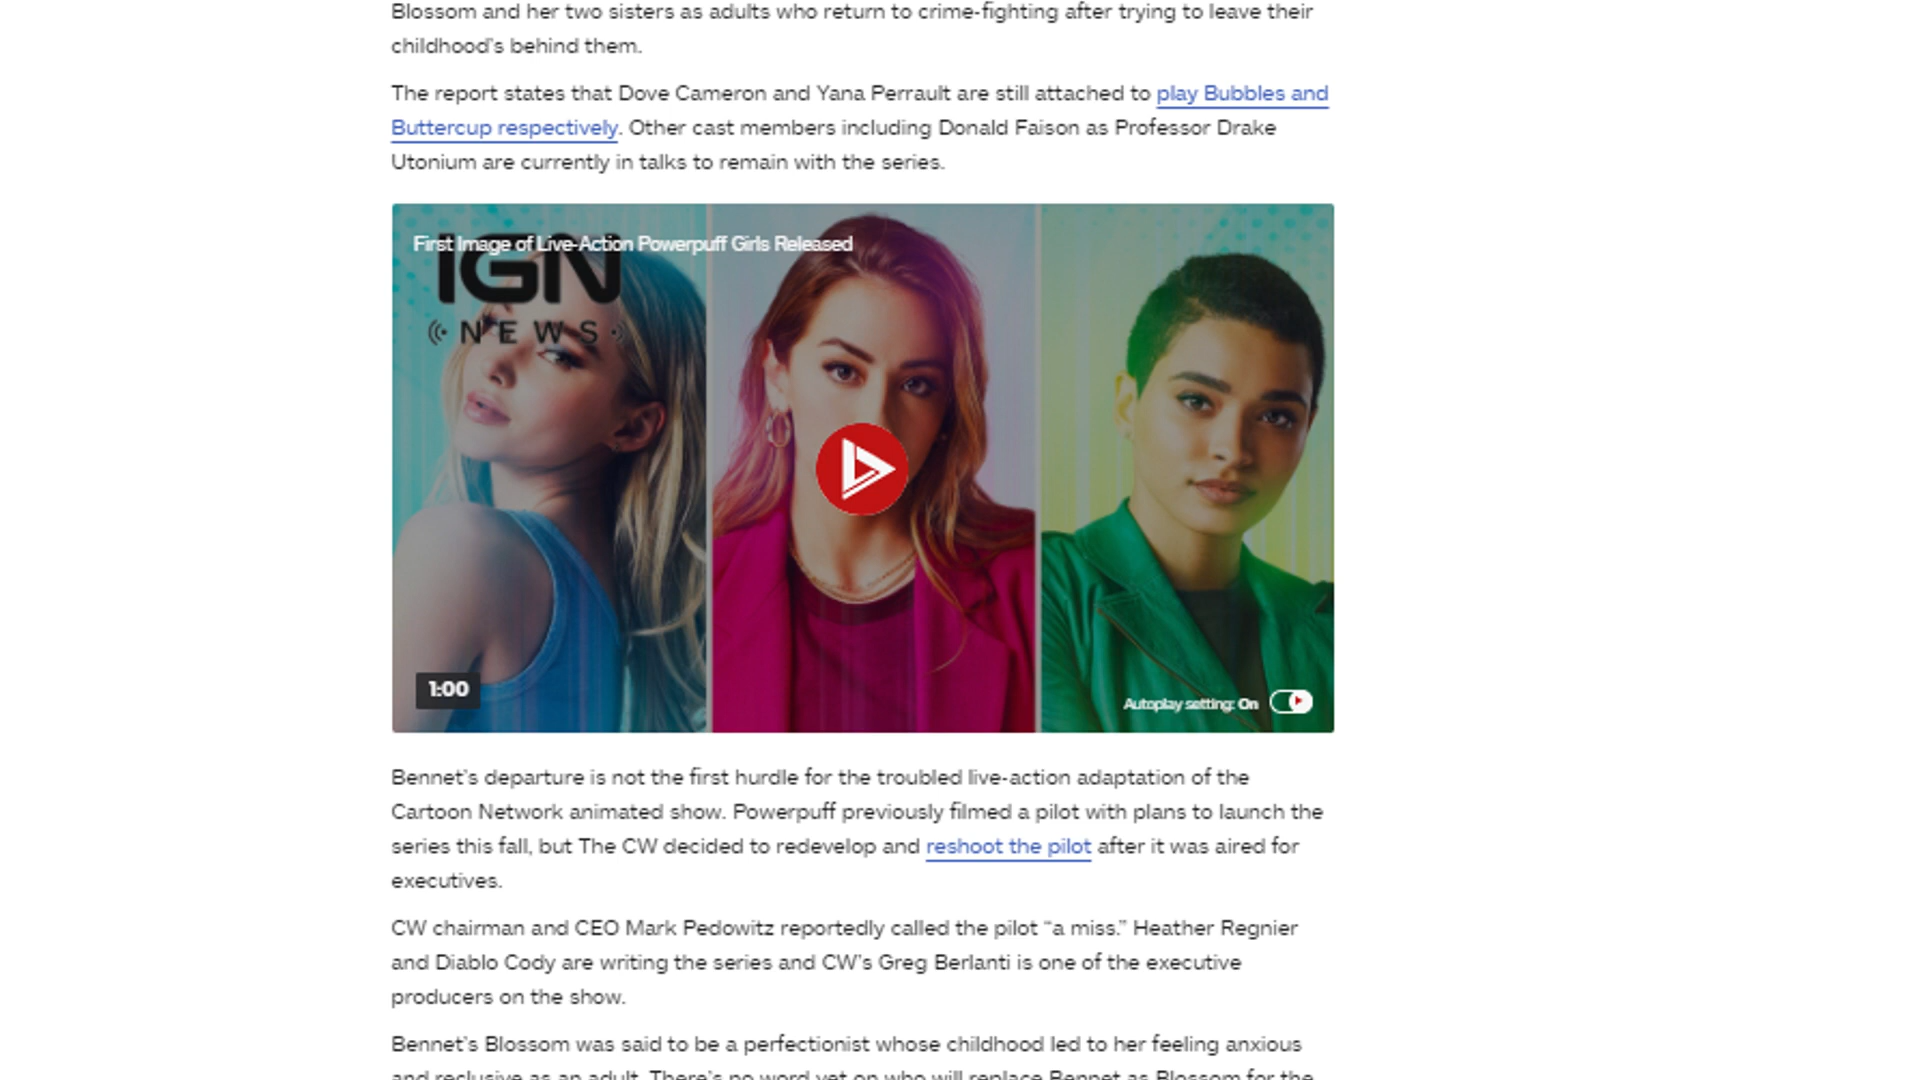 Blossom and her two sisters as adults who return to crime-fighting after trying to leave their
childhood's behind them.
The report states that Dove Cameron and Yana Perrault are still attached to play Bubbles and
Buttercup respectively. Other cast members including Donald Faison as Professor Drake
Utonium are currently in talks to remain with the series.
First Image of Live-Action Powerpuff Girls Released
IGN
NEWS
1:00
Autoplay setting: On
Bennet's departure is not the first hurdle for the troubled live-action adaptation of the
Cartoon Network animated show. Powerpuff previously filmed a pilot with plans to launch the
series this fall, but The CW decided to redevelop and reshoot the pilot after it was aired for
executives.
CW chairman and CEO Mark Pedowitz reportedly called the pilot “a miss.” Heather Regnier
and Diablo Cody are writing the series and CW's Greg Berlanti is one of the executive
producers on the show.
Bennet's Blossom was said to be a perfectionist whose childhood led to her feeling anxious
and reclusive as an adult. There's no word yet on who will replace Bennet as Blossom for the